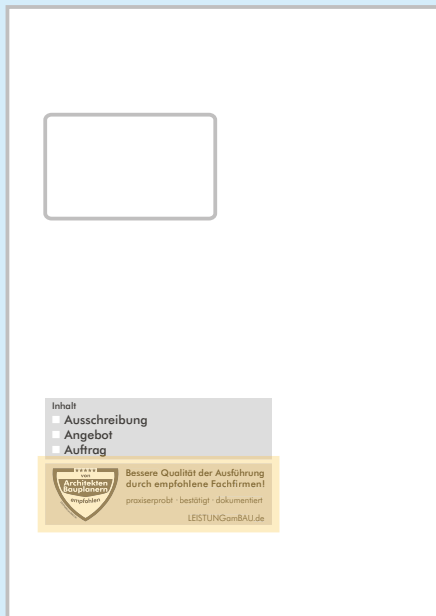 Inhalt
Ausschreibung
Angebot
Auftrag
von
Architekten
Bauplanern
empfohlen
Bessere Qualität der Ausführung
durch empfohlene Fachfirmen!
praxiserprobt · bestätigt · dokumentiert
LEISTUNGamBAU.de